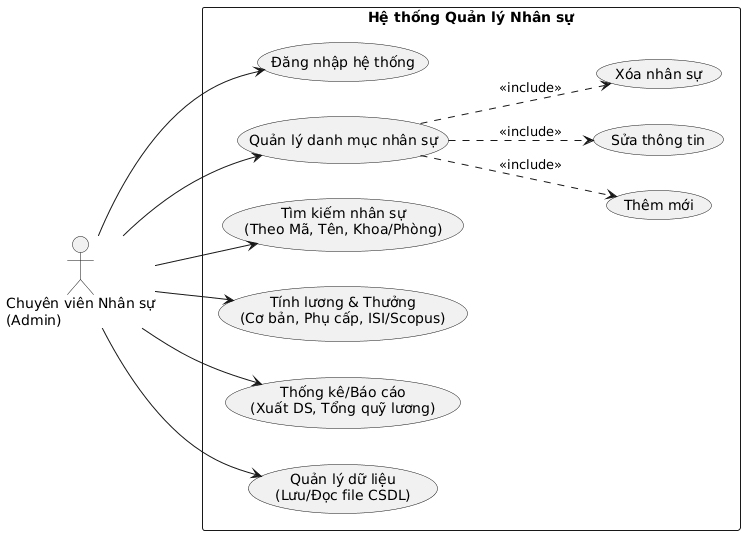 Hệ thống Quản lý Nhân sự
Đăng nhập hệ thống
Quản lý danh mục nhân sự
«include»
Xóa nhân sự
«include»
Sửa thông tin
«include»
Thêm mới
Tìm kiếm nhân sự
(Theo Mã, Tên, Khoa/Phòng)
Chuyên viên Nhân sự
(Admin)
Tính lương & Thưởng
(Cơ bản, Phụ cấp, ISI/Scopus)
Thống kê/Báo cáo
(Xuất DS, Tổng quỹ lương)
Quản lý dữ liệu
(Lưu/Đọc file CSDL)